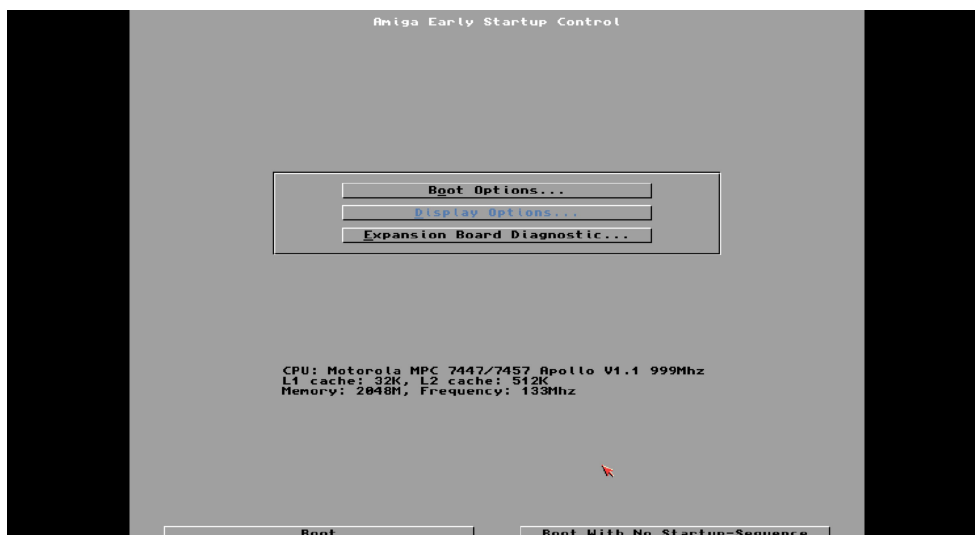 Amiga Early Startup Control
Boot Options...
Display Options...
Expansion Board Diagnostic...
CPU: Motorola MPC 7447/7457 Apollo V1.1 999Mhz
L1 cache: 32K, L2 cache: 512K
Memory: 2048M, Frequency: 133Mhz
Boot
Boot With No Startup-Sequence